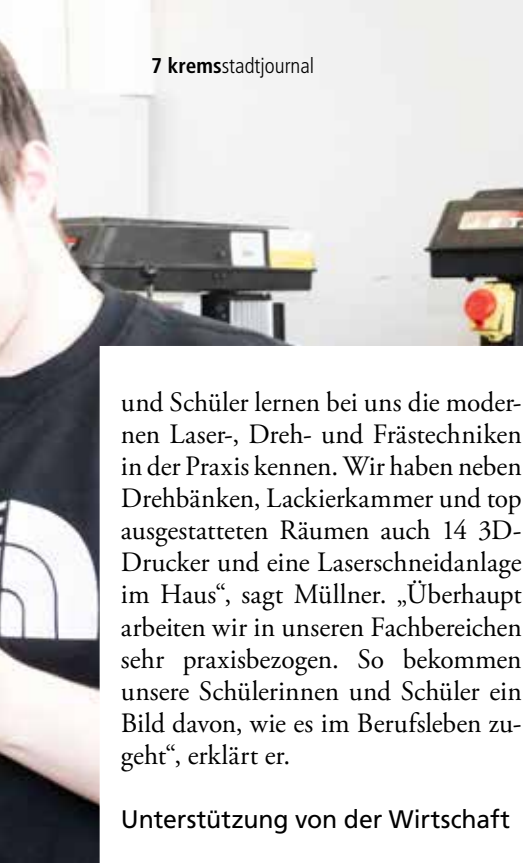 7 kremsstadtjournal
und Schüler lernen bei uns die moder-
nen Laser-, Dreh- und Frästechniken
in der Praxis kennen. Wir haben neben
Drehbänken, Lackierkammer und top
ausgestatteten Räumen auch 14 3D-
Drucker und eine Laserschneidanlage
im Haus“, sagt Müllner. „Überhaupt
arbeiten wir in unseren Fachbereichen
sehr praxisbezogen. So bekommen
unsere Schülerinnen und Schüler ein
Bild davon, wie es im Berufsleben zu-
geht“, erklärt er.
Unterstützung von der Wirtschaft